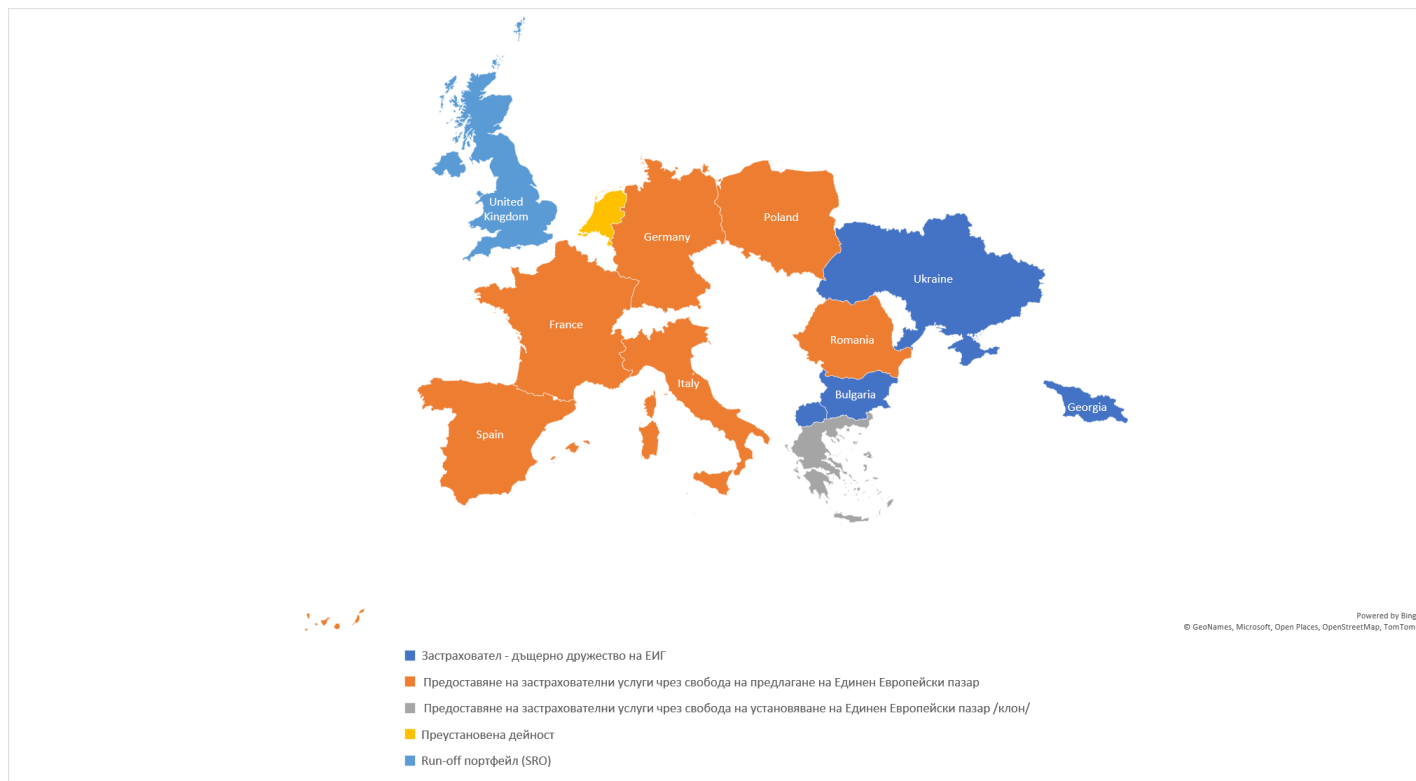 United
Kingdom
Germany
Poland
Ukraine
France
Romania
Italy
Bulgaria
Georgia
Spain
Powered by Bing
© GeoNames, Microsoft, Open Places, OpenStreetMap, TomTom
Застраховател - дъщерно дружество на ЕИГ
Предоставяне на застрахователни услуги чрез свобода на предлагане на Единен Европейски пазар
Предоставяне на застрахователни услуги чрез свобода на установяване на Единен Европейски пазар /клон/
Преустановена дейност
Run-off портфейл (SRO)